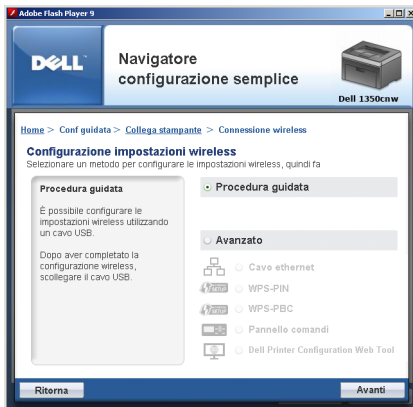 Adobe Flash Player 9
DELL
Navigatore
configurazione semplice
Dell 1350cnw
Home > Conf guidata > Collega stampante > Connessione wireless
Configurazione impostazioni wireless
Selezionare un metodo per configurare le impostazioni wireless, quindi fa
Procedura guidata
È possibile configurare le
impostazioni wireless utilizzando
un cavo USB.
Dopo aver completato la
configurazione wireless,
scollegare il cavo USB.
Procedura guidata
Avanzato
Cavo ethernet
WPS-PIN
WPS-PBC
Pannello comandi
Dell Printer Configuration Web Tool
Ritorna
Avanti